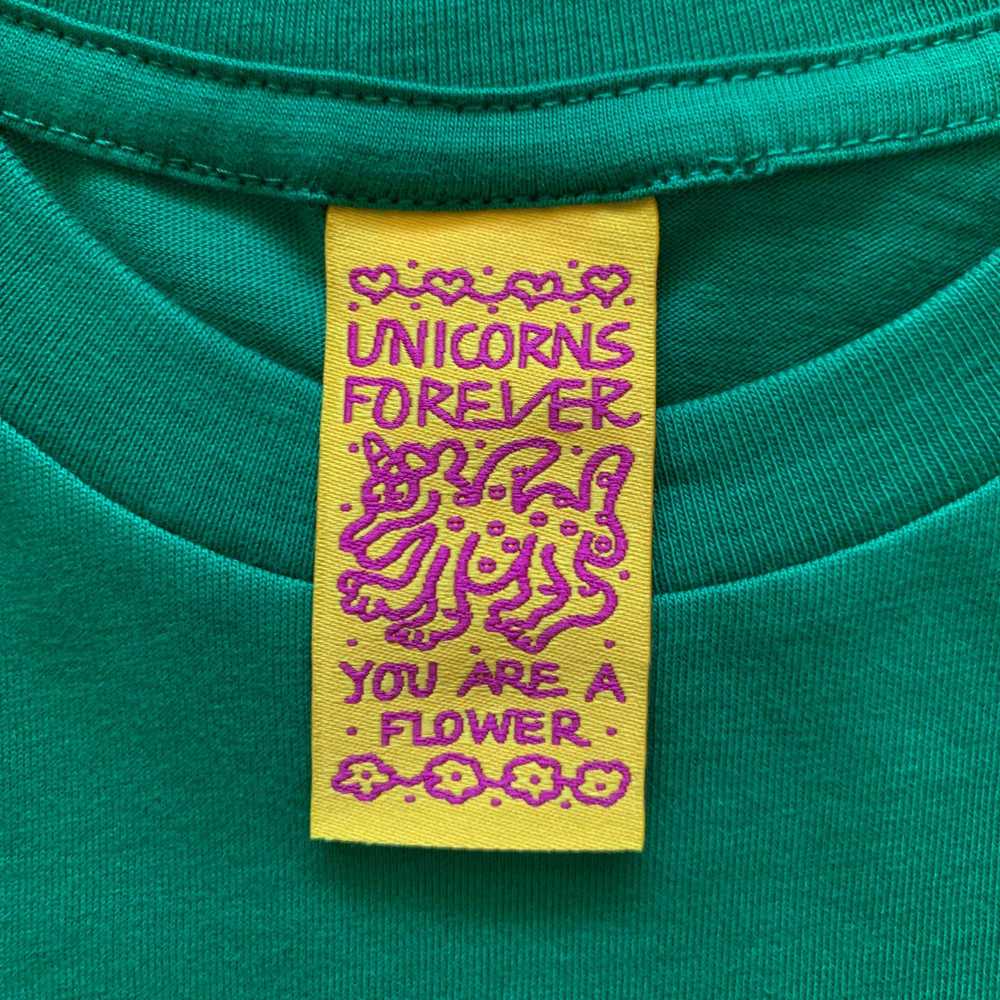 UNICORNS
FOREVER
YOU ARE A
· FLOWER ·